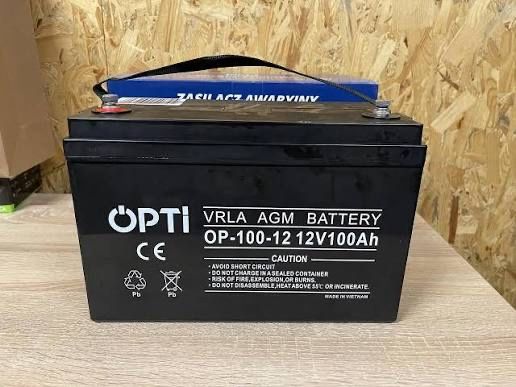 ZASILACZ AWARYJNY
OPTI
VRLA AGM BATTERY
OP-100-12 12V100Ah
CE
CAUTION
• AVOID SHORT CIRCUIT
• DO NOT CHARGE IN A SEALED CONTAINER
• RISK OF FIRE,EXPLOSION,OR BURNS.
• DO NOT DISASSEMBLE,HEAT ABOVE 55°C OR INCINERATE.
Pb
Pb
MADE IN VIETNAM